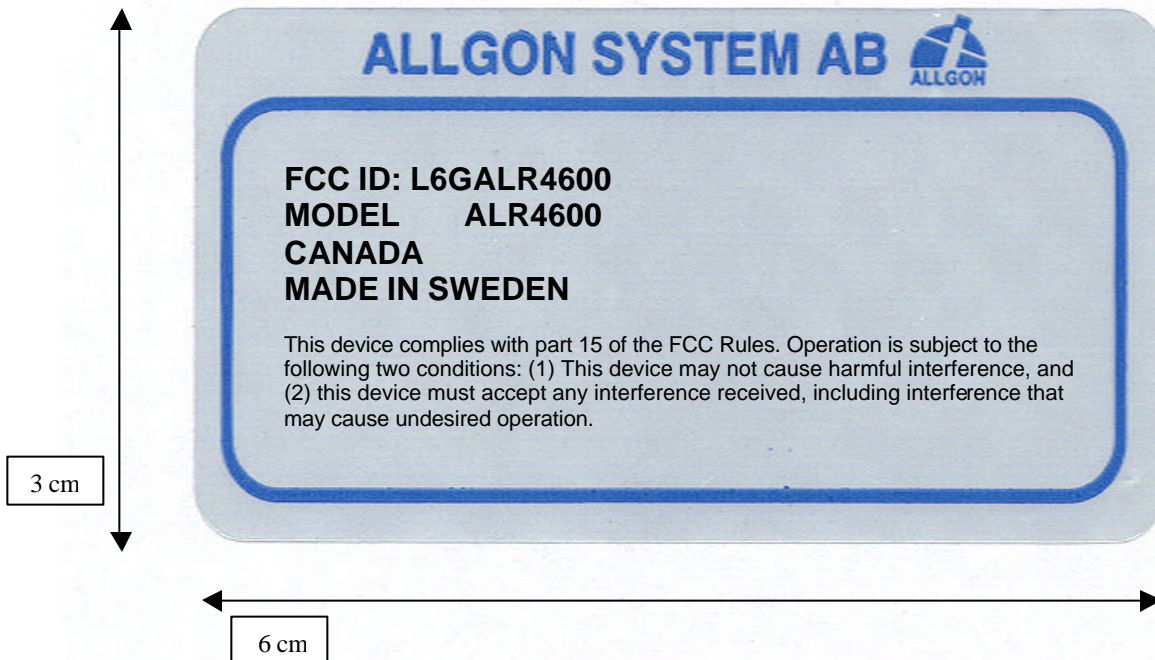 ALLGON SYSTEM AB
ALLGON
FCC ID: L6GALR4600
MODEL ALR4600
CANADA
MADE IN SWEDEN
This device complies with part 15 of the FCC Rules. Operation is subject to the
following two conditions: (1) This device may not cause harmful interference, and
(2) this device must accept any interference received, including interference that
may cause undesired operation.
3 cm
6 cm